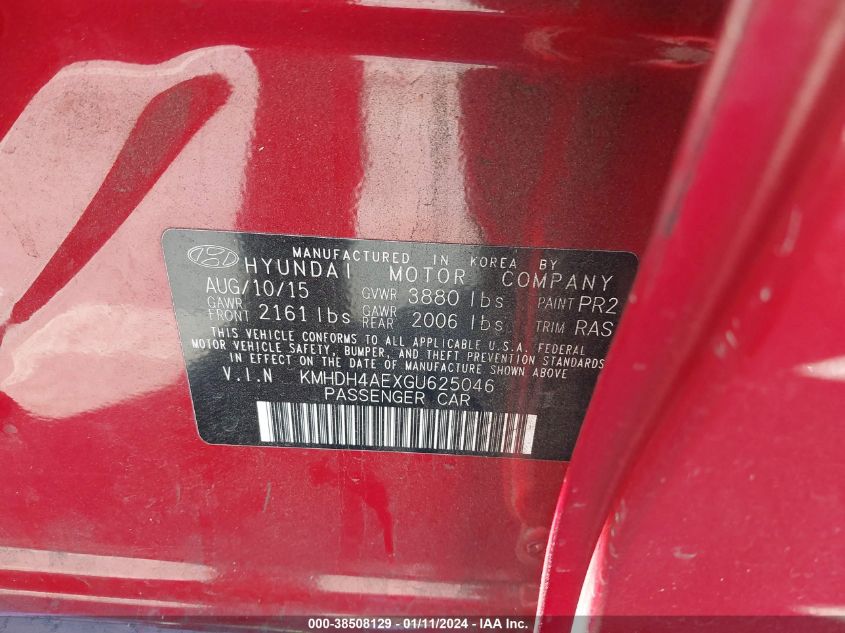 MANUFACTURED IN KOREA BY
HYUNDAI MOTOR COMPANY
AUG/10/15 GVWR 3880 lbs PAINT PR2
GAWR FRONT 2161 lbs GAWR REAR 2006 lbs TRIM RAS
THIS VEHICLE CONFORMS TO ALL APPLICABLE U.S.A. FEDERAL
MOTOR VEHICLE SAFETY, BUMPER, AND THEFT PREVENTION STANDARDS
IN EFFECT ON THE DATE OF MANUFACTURE SHOWN ABOVE
V.I.N KMHDH4AEXGU625046
PASSENGER CAR
000-38508129 - 01/11/2024 - IAA Inc.